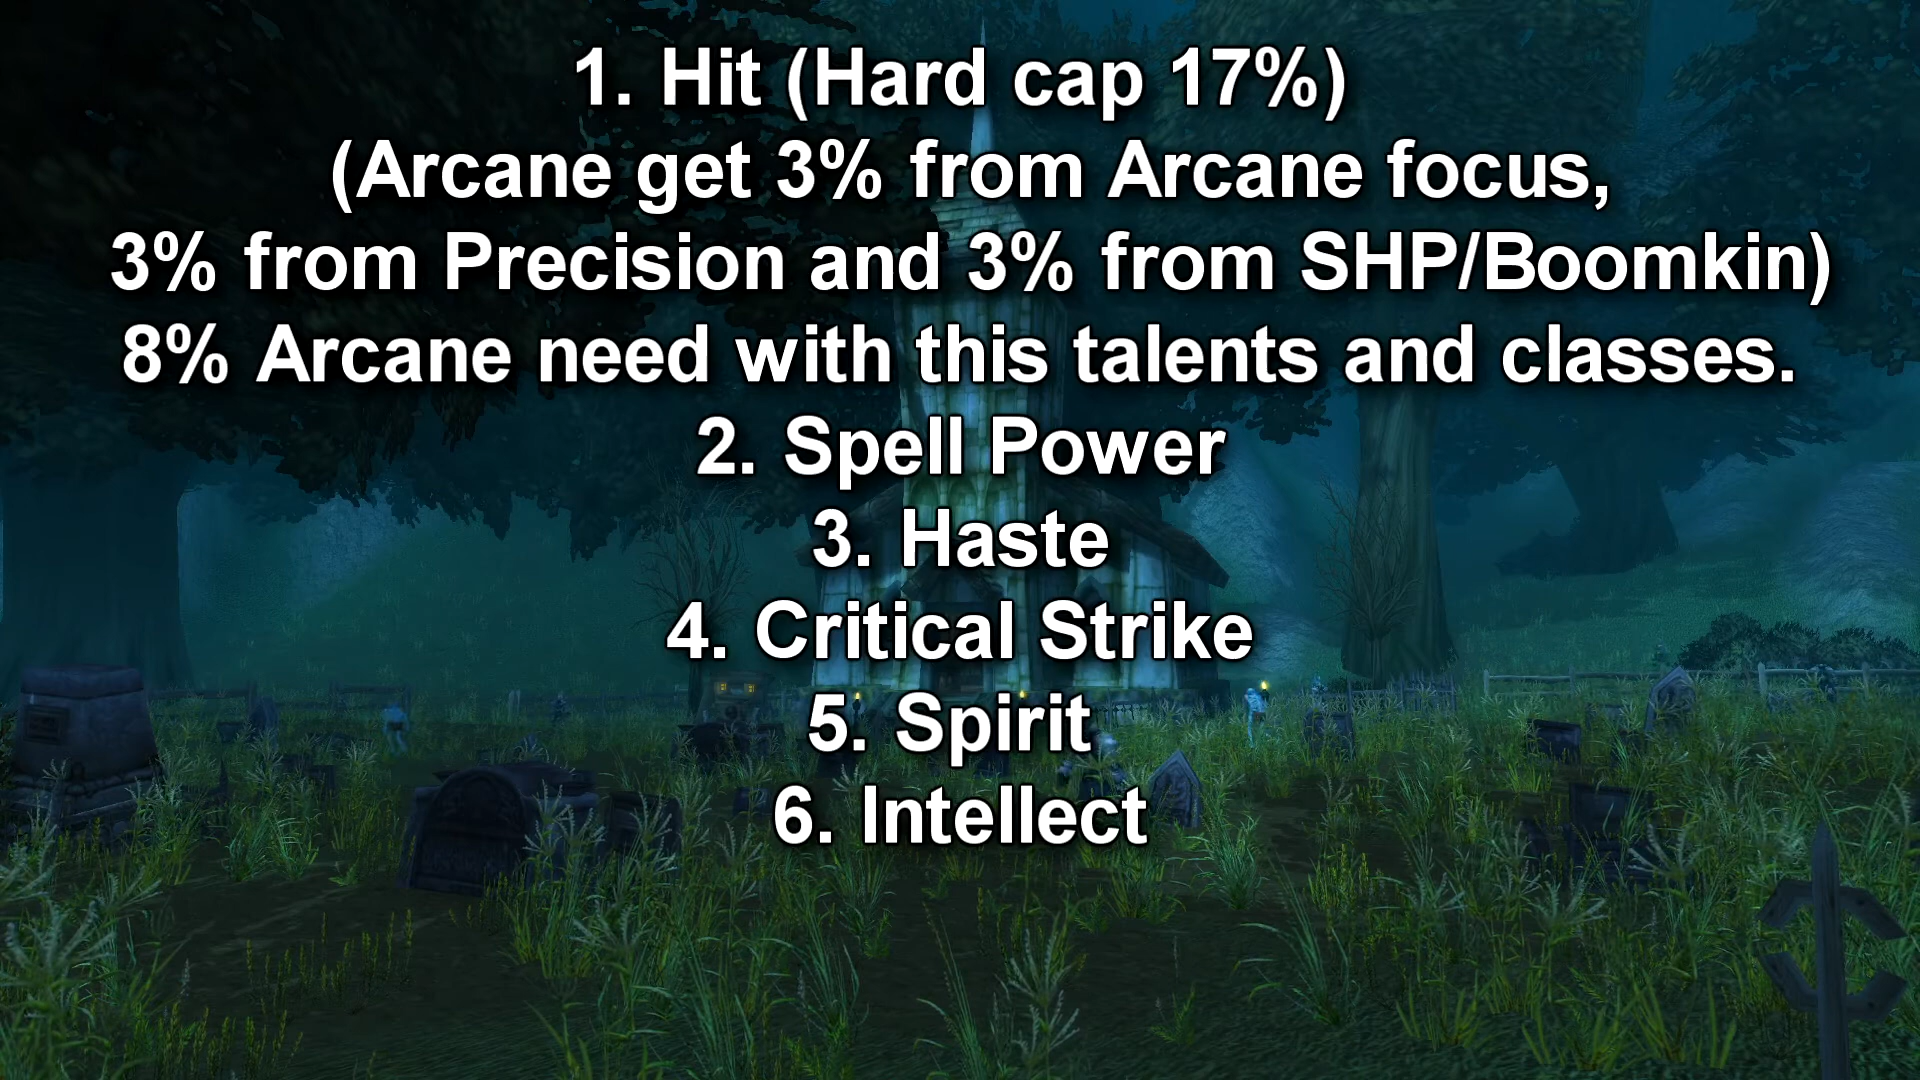 1. Hit (Hard cap 17%)
(Arcane get 3% from Arcane focus,
3% from Precision and 3% from SHP/Boomkin)
8% Arcane need with this talents and classes.
2. Spell Power
3. Haste
4. Critical Strike
5. Spirit
6. Intellect